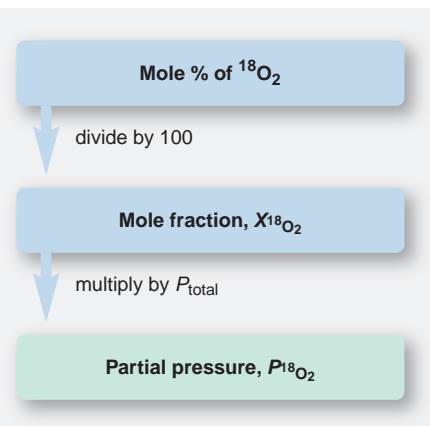 Mole % of ¹⁸O₂
divide by 100
Mole fraction, X¹⁸O₂
multiply by Ptotal
Partial pressure, P¹⁸O₂